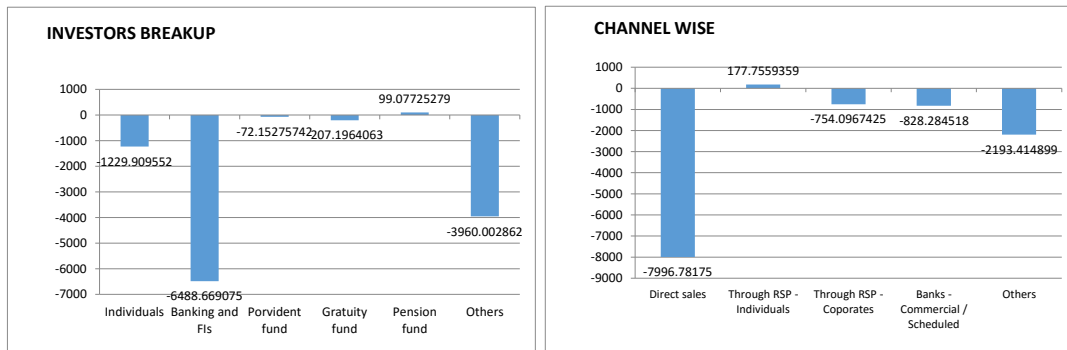 INVESTORS BREAKUP
1000
0
-1000
-2000
-3000
-4000
-5000
-6000
-7000
-1229.909552
-6488.669075
-72.15275742
-207.1964063
99.07725279
-3960.002862
Individuals
Banking and
FIs
Porvident
fund
Gratuity
fund
Pension
fund
Others
CHANNEL WISE
1000
0
-1000
-2000
-3000
-4000
-5000
-6000
-7000
-8000
-9000
-7996.78175
177.7559359
-754.0967425
-828.284518
-2193.414899
Direct sales
Through RSP -
Individuals
Through RSP -
Coporates
Banks -
Commercial /
Scheduled
Others